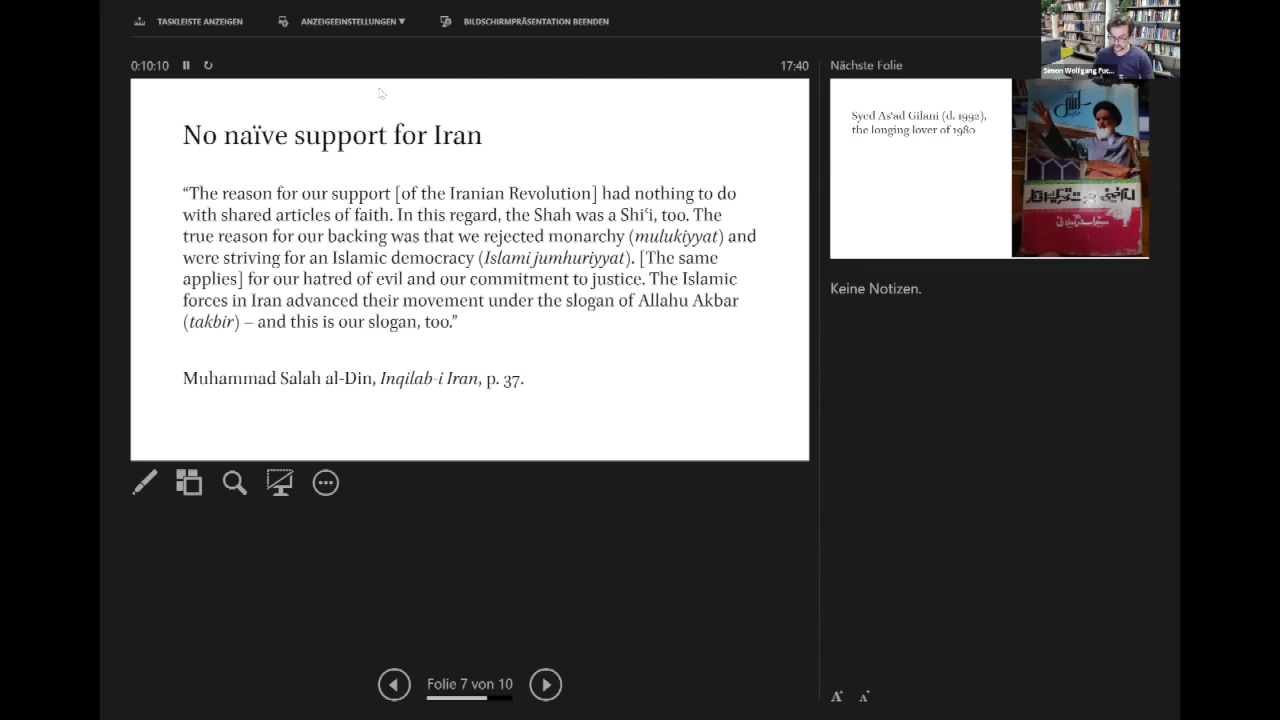 TASKLEISTE ANZEIGEN
ANZEIGEEINSTELLUNGEN ▼
BILDSCHIRMPRÄSENTATION BEENDEN
Simon Wolfgang Fuc...
0:10:10
17:40
No naïve support for Iran
“The reason for our support [of the Iranian Revolution] had nothing to do
with shared articles of faith. In this regard, the Shah was a Shiʿi, too. The
true reason for our backing was that we rejected monarchy (mulukiyyat) and
were striving for an Islamic democracy (Islami jumhuriyyat). [The same
applies] for our hatred of evil and our commitment to justice. The Islamic
forces in Iran advanced their movement under the slogan of Allahu Akbar
(takbir) – and this is our slogan, too.”
Muhammad Salah al-Din, Inqilab-i Iran, p. 37.
Nächste Folie
Syed Asʿad Gilani (d. 1992),
the longing lover of 1980
Keine Notizen.
Folie 7 von 10